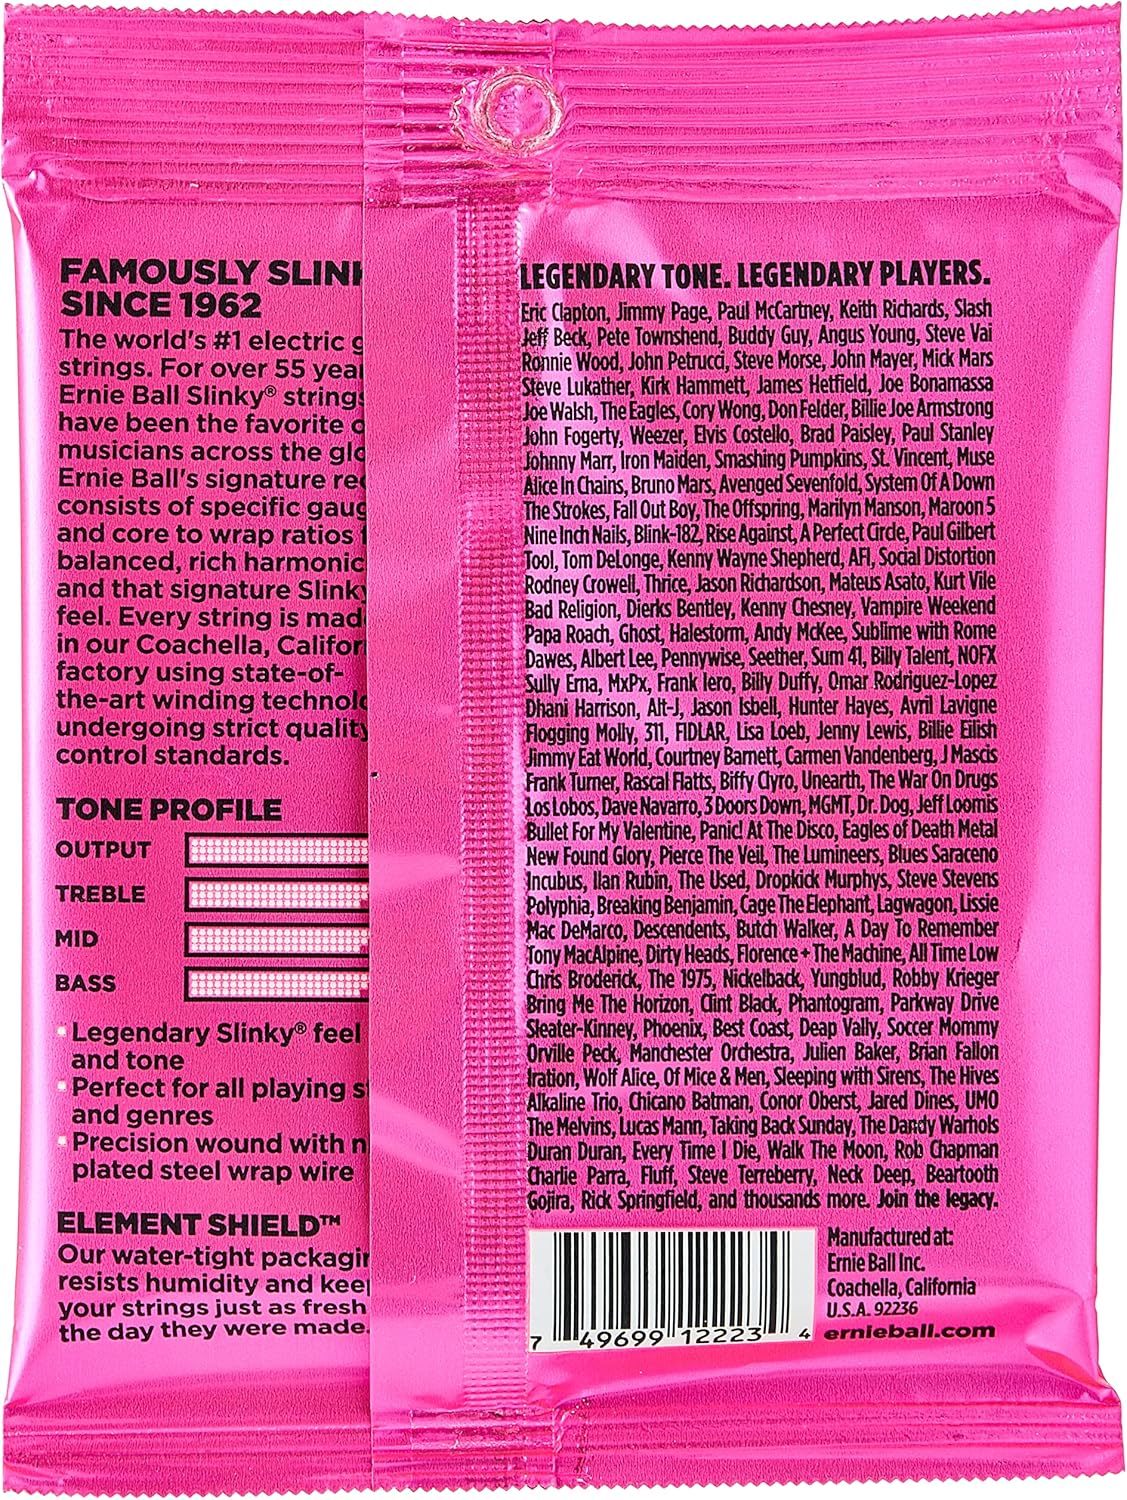 FAMOUSLY SLINK
SINCE 1962
The world's #1 electric g
strings. For over 55 yea
Ernie Ball Slinky® strings
have been the favorite o
musicians across the glo
Ernie Ball's signature rec
consists of specific gaug
and core to wrap ratios
balanced, rich harmonic
and that signature Slinky
feel. Every string is mad
in our Coachella, Califor
factory using state-of-
the-art winding technolo
undergoing strict quality
control standards.
TONE PROFILE
OUTPUT
TREBLE
MID
BASS
Legendary Slinky® feel
and tone
Perfect for all playing s
and genres
Precision wound with n
plated steel wrap wire
ELEMENT SHIELD™
Our water-tight packagin
resists humidity and keep
your strings just as fresh
the day they were made.
LEGENDARY TONE. LEGENDARY PLAYERS.
Eric Clapton, Jimmy Page, Paul McCartney, Keith Richards, Slash
Jeff Beck, Pete Townshend, Buddy Guy, Angus Young, Steve Vai
Ronnie Wood, John Petrucci, Steve Morse, John Mayer, Mick Mars
Steve Lukather, Kirk Hammett, James Hetfield, Joe Bonamassa
Joe Walsh, The Eagles, Cory Wong, Don Felder, Billie Joe Armstrong
John Fogerty, Weezer, Elvis Costello, Brad Paisley, Paul Stanley
Johnny Marr, Iron Maiden, Smashing Pumpkins, St. Vincent, Muse
Alice In Chains, Bruno Mars, Avenged Sevenfold, System Of A Down
The Strokes, Fall Out Boy, The Offspring, Marilyn Manson, Maroon 5
Nine Inch Nails, Blink-182, Rise Against, A Perfect Circle, Paul Gilbert
Tool, Tom DeLonge, Kenny Wayne Shepherd, AFI, Social Distortion
Rodney Crowell, Thrice, Jason Richardson, Mateus Asato, Kurt Vile
Bad Religion, Dierks Bentley, Kenny Chesney, Vampire Weekend
Papa Roach, Ghost, Halestorm, Andy McKee, Sublime with Rome
Dawes, Albert Lee, Pennywise, Seether, Sum 41, Billy Talent, NOFX
Sully Erna, MxPx, Frank Iero, Billy Duffy, Omar Rodriguez-Lopez
Dhani Harrison, Alt-J, Jason Isbell, Hunter Hayes, Avril Lavigne
Flogging Molly, 311, FIDLAR, Lisa Loeb, Jenny Lewis, Billie Eilish
Jimmy Eat World, Courtney Barnett, Carmen Vandenberg, J Mascis
Frank Turner, Rascal Flatts, Biffy Clyro, Unearth, The War On Drugs
Los Lobos, Dave Navarro, 3 Doors Down, MGMT, Dr. Dog, Jeff Loomis
Bullet For My Valentine, Panic! At The Disco, Eagles of Death Metal
New Found Glory, Pierce The Veil, The Lumineers, Blues Saraceno
Incubus, Ilan Rubin, The Used, Dropkick Murphys, Steve Stevens
Polyphia, Breaking Benjamin, Cage The Elephant, Lagwagon, Lissie
Mac DeMarco, Descendents, Butch Walker, A Day To Remember
Tony MacAlpine, Dirty Heads, Florence + The Machine, All Time Low
Chris Broderick, The 1975, Nickelback, Yungblud, Robby Krieger
Bring Me The Horizon, Clint Black, Phantogram, Parkway Drive
Sleater-Kinney, Phoenix, Best Coast, Deap Vally, Soccer Mommy
Orville Peck, Manchester Orchestra, Julien Baker, Brian Fallon
Iration, Wolf Alice, Of Mice & Men, Sleeping with Sirens, The Hives
Alkaline Trio, Chicano Batman, Conor Oberst, Jared Dines, UMO
The Melvins, Lucas Mann, Taking Back Sunday, The Dandy Warhols
Duran Duran, Every Time I Die, Walk The Moon, Rob Chapman
Charlie Parra, Fluff, Steve Terreberry, Neck Deep, Beartooth
Gojira, Rick Springfield, and thousands more. Join the legacy.
7 49699 12223 4
Manufactured at:
Ernie Ball Inc.
Coachella, California
U.S.A. 92236
ernieball.com